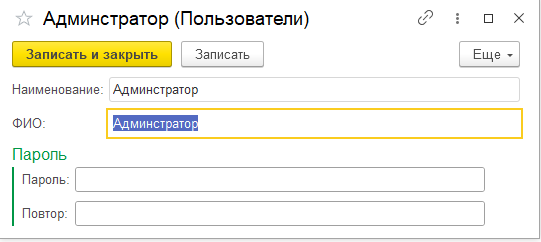 Админстратор (Пользователи)
Записать и закрыть Записать Еще
Наименование: Админстратор
ФИО: Админстратор
Пароль
Пароль:
Повтор: